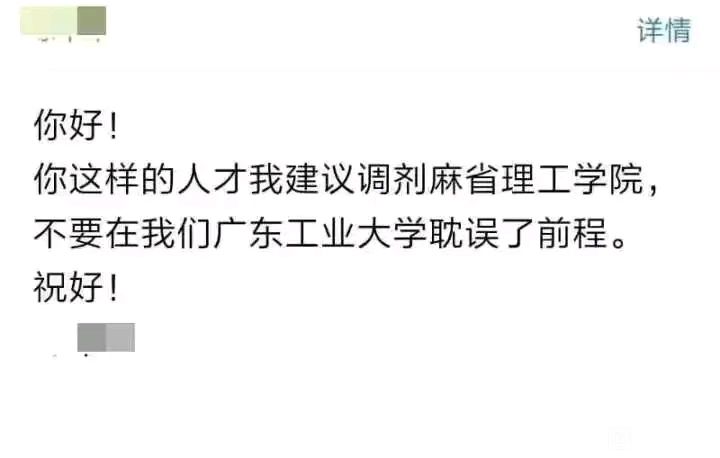 详情
你好！
你这样的人才我建议调剂麻省理工学院，
不要在我们广东工业大学耽误了前程。
祝好！